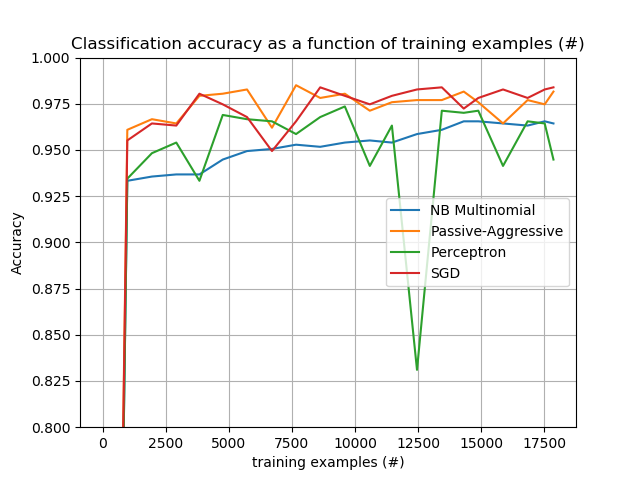 Classification accuracy as a function of training examples (#)
1.000
0.975
0.950
0.925
0.900
0.875
0.850
0.825
0.800
Accuracy
NB Multinomial
Passive-Aggressive
Perceptron
SGD
0 2500 5000 7500 10000 12500 15000 17500
training examples (#)